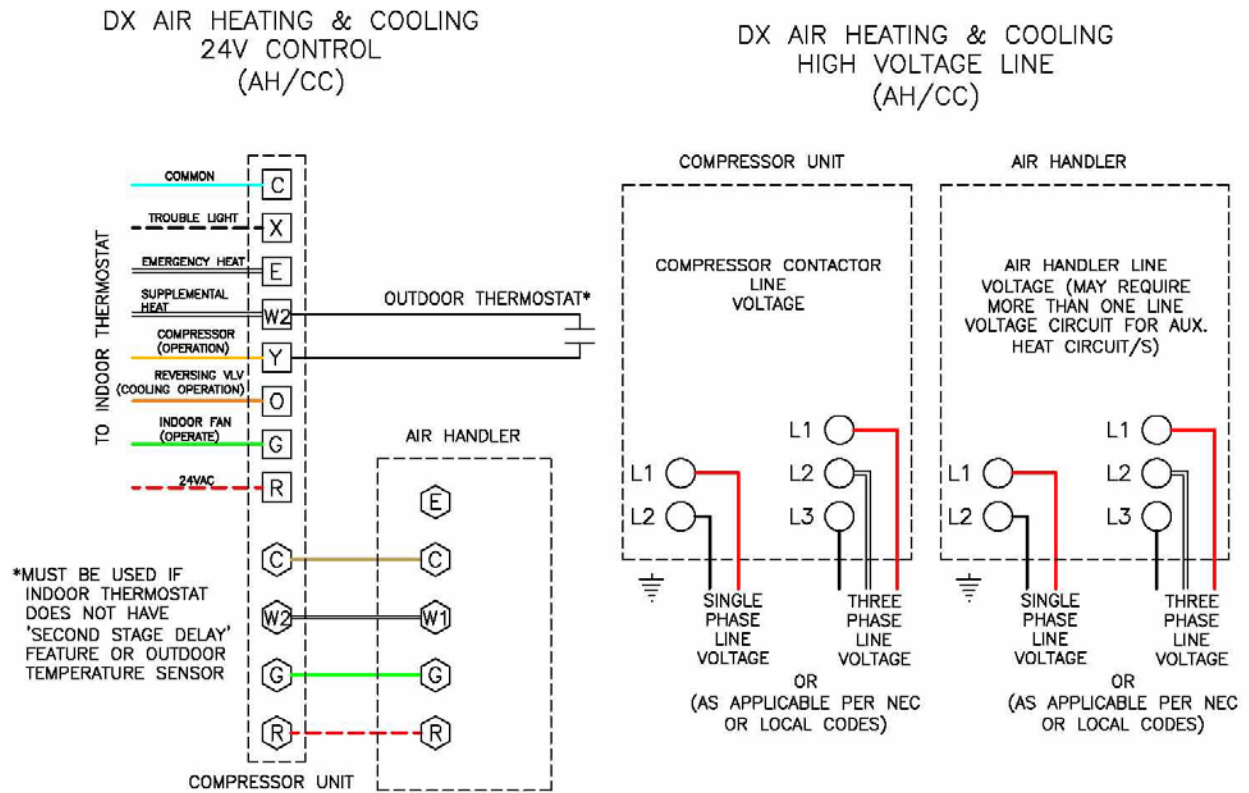 DX AIR HEATING & COOLING
24V CONTROL
(AH/CC)
DX AIR HEATING & COOLING
HIGH VOLTAGE LINE
(AH/CC)
TO INDOOR THERMOSTAT
COMMON
C
TROUBLE LIGHT
X
EMERGENCY HEAT
E
SUPPLEMENTAL
HEAT
W2
OUTDOOR THERMOSTAT*
COMPRESSOR
(OPERATION)
Y
REVERSING VLV
(COOLING OPERATION)
O
INDOOR FAN
(OPERATE)
G
24VAC
R
AIR HANDLER
E
C
C
W2
W1
G
G
R
R
COMPRESSOR UNIT
*MUST BE USED IF
INDOOR THERMOSTAT
DOES NOT HAVE
'SECOND STAGE DELAY'
FEATURE OR OUTDOOR
TEMPERATURE SENSOR
COMPRESSOR UNIT
COMPRESSOR CONTACTOR
LINE
VOLTAGE
L1
L2
L1
L2
L3
SINGLE
PHASE
LINE
VOLTAGE
THREE
PHASE
LINE
VOLTAGE
OR
(AS APPLICABLE PER NEC
OR LOCAL CODES)
AIR HANDLER
AIR HANDLER LINE
VOLTAGE (MAY REQUIRE
MORE THAN ONE LINE
VOLTAGE CIRCUIT FOR AUX.
HEAT CIRCUIT/S)
L1
L2
L1
L2
L3
SINGLE
PHASE
LINE
VOLTAGE
THREE
PHASE
LINE
VOLTAGE
OR
(AS APPLICABLE PER NEC
OR LOCAL CODES)